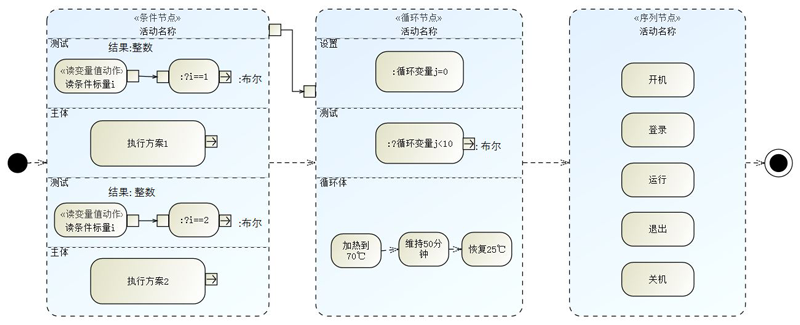 «条件节点»
活动名称
测试
结果:整数
«读变量值动作»
读条件标量i
:?i==1
:布尔
主体
执行方案1
测试
结果:整数
«读变量值动作»
读条件标量i
:?i==2
:布尔
主体
执行方案2
«循环节点»
活动名称
设置
:循环变量j=0
测试
:?循环变量j<10
:布尔
循环体
加热到
70℃
维持50分
钟
恢复25℃
«序列节点»
活动名称
开机
登录
运行
退出
关机